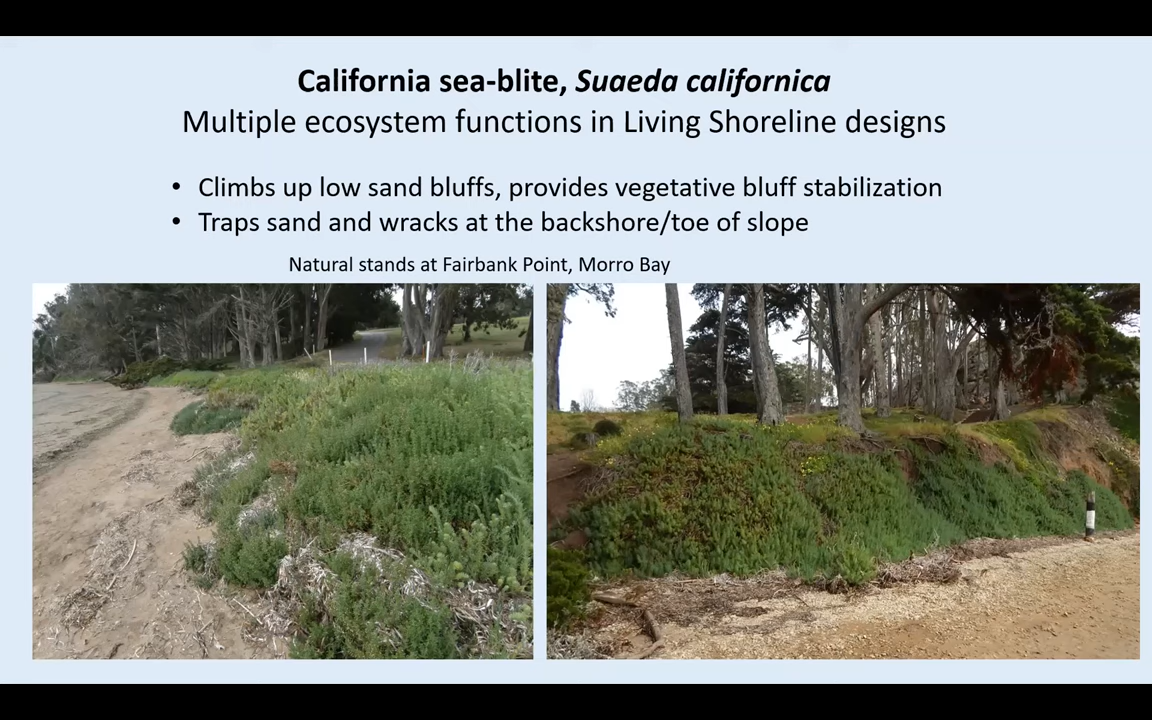 California sea-blite, Suaeda californica
Multiple ecosystem functions in Living Shoreline designs
• Climbs up low sand bluffs, provides vegetative bluff stabilization
• Traps sand and wracks at the backshore/toe of slope
Natural stands at Fairbank Point, Morro Bay